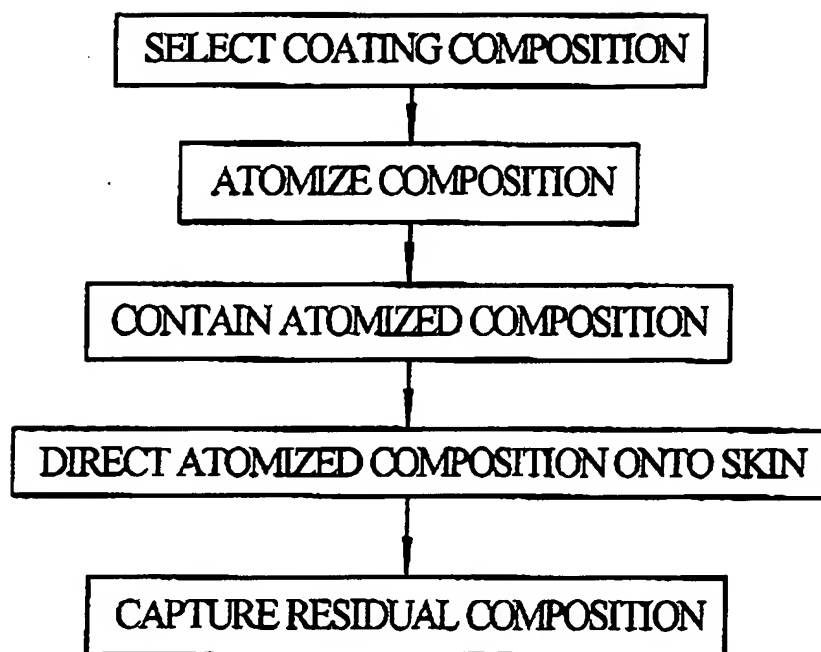 SELECT COATING COMPOSITION
ATOMIZE COMPOSITION
CONTAIN ATOMIZED COMPOSITION
DIRECT ATOMIZED COMPOSITION ONTO SKIN
CAPTURE RESIDUAL COMPOSITION